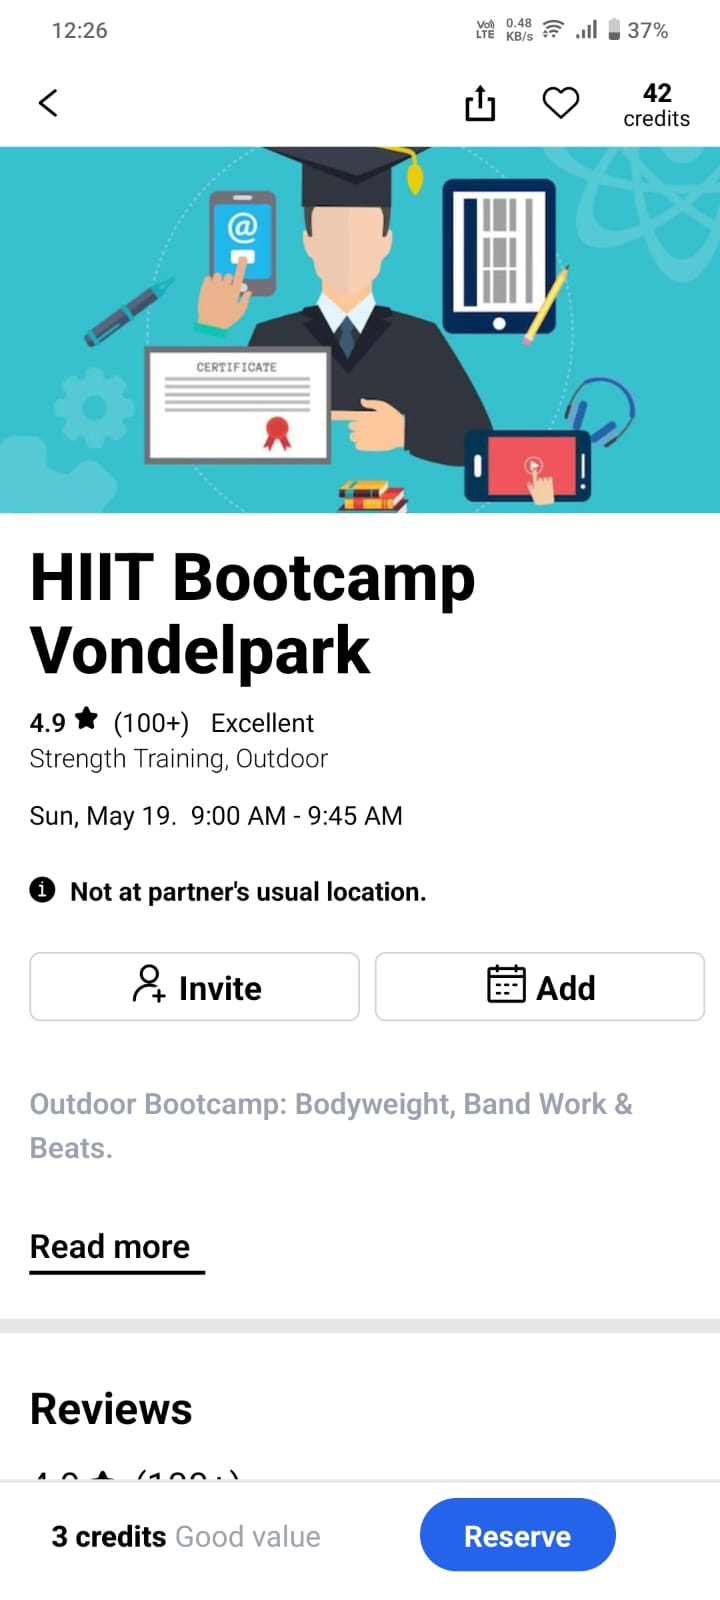 12:26
Vo) LTE 0.48 KB/s 37%
42
credits
@
CERTIFICATE
HIIT Bootcamp
Vondelpark
4.9 ★ (100+) Excellent
Strength Training, Outdoor
Sun, May 19. 9:00 AM - 9:45 AM
i Not at partner's usual location.
Invite
Add
Outdoor Bootcamp: Bodyweight, Band Work &
Beats.
Read more
Reviews
3 credits Good value
Reserve